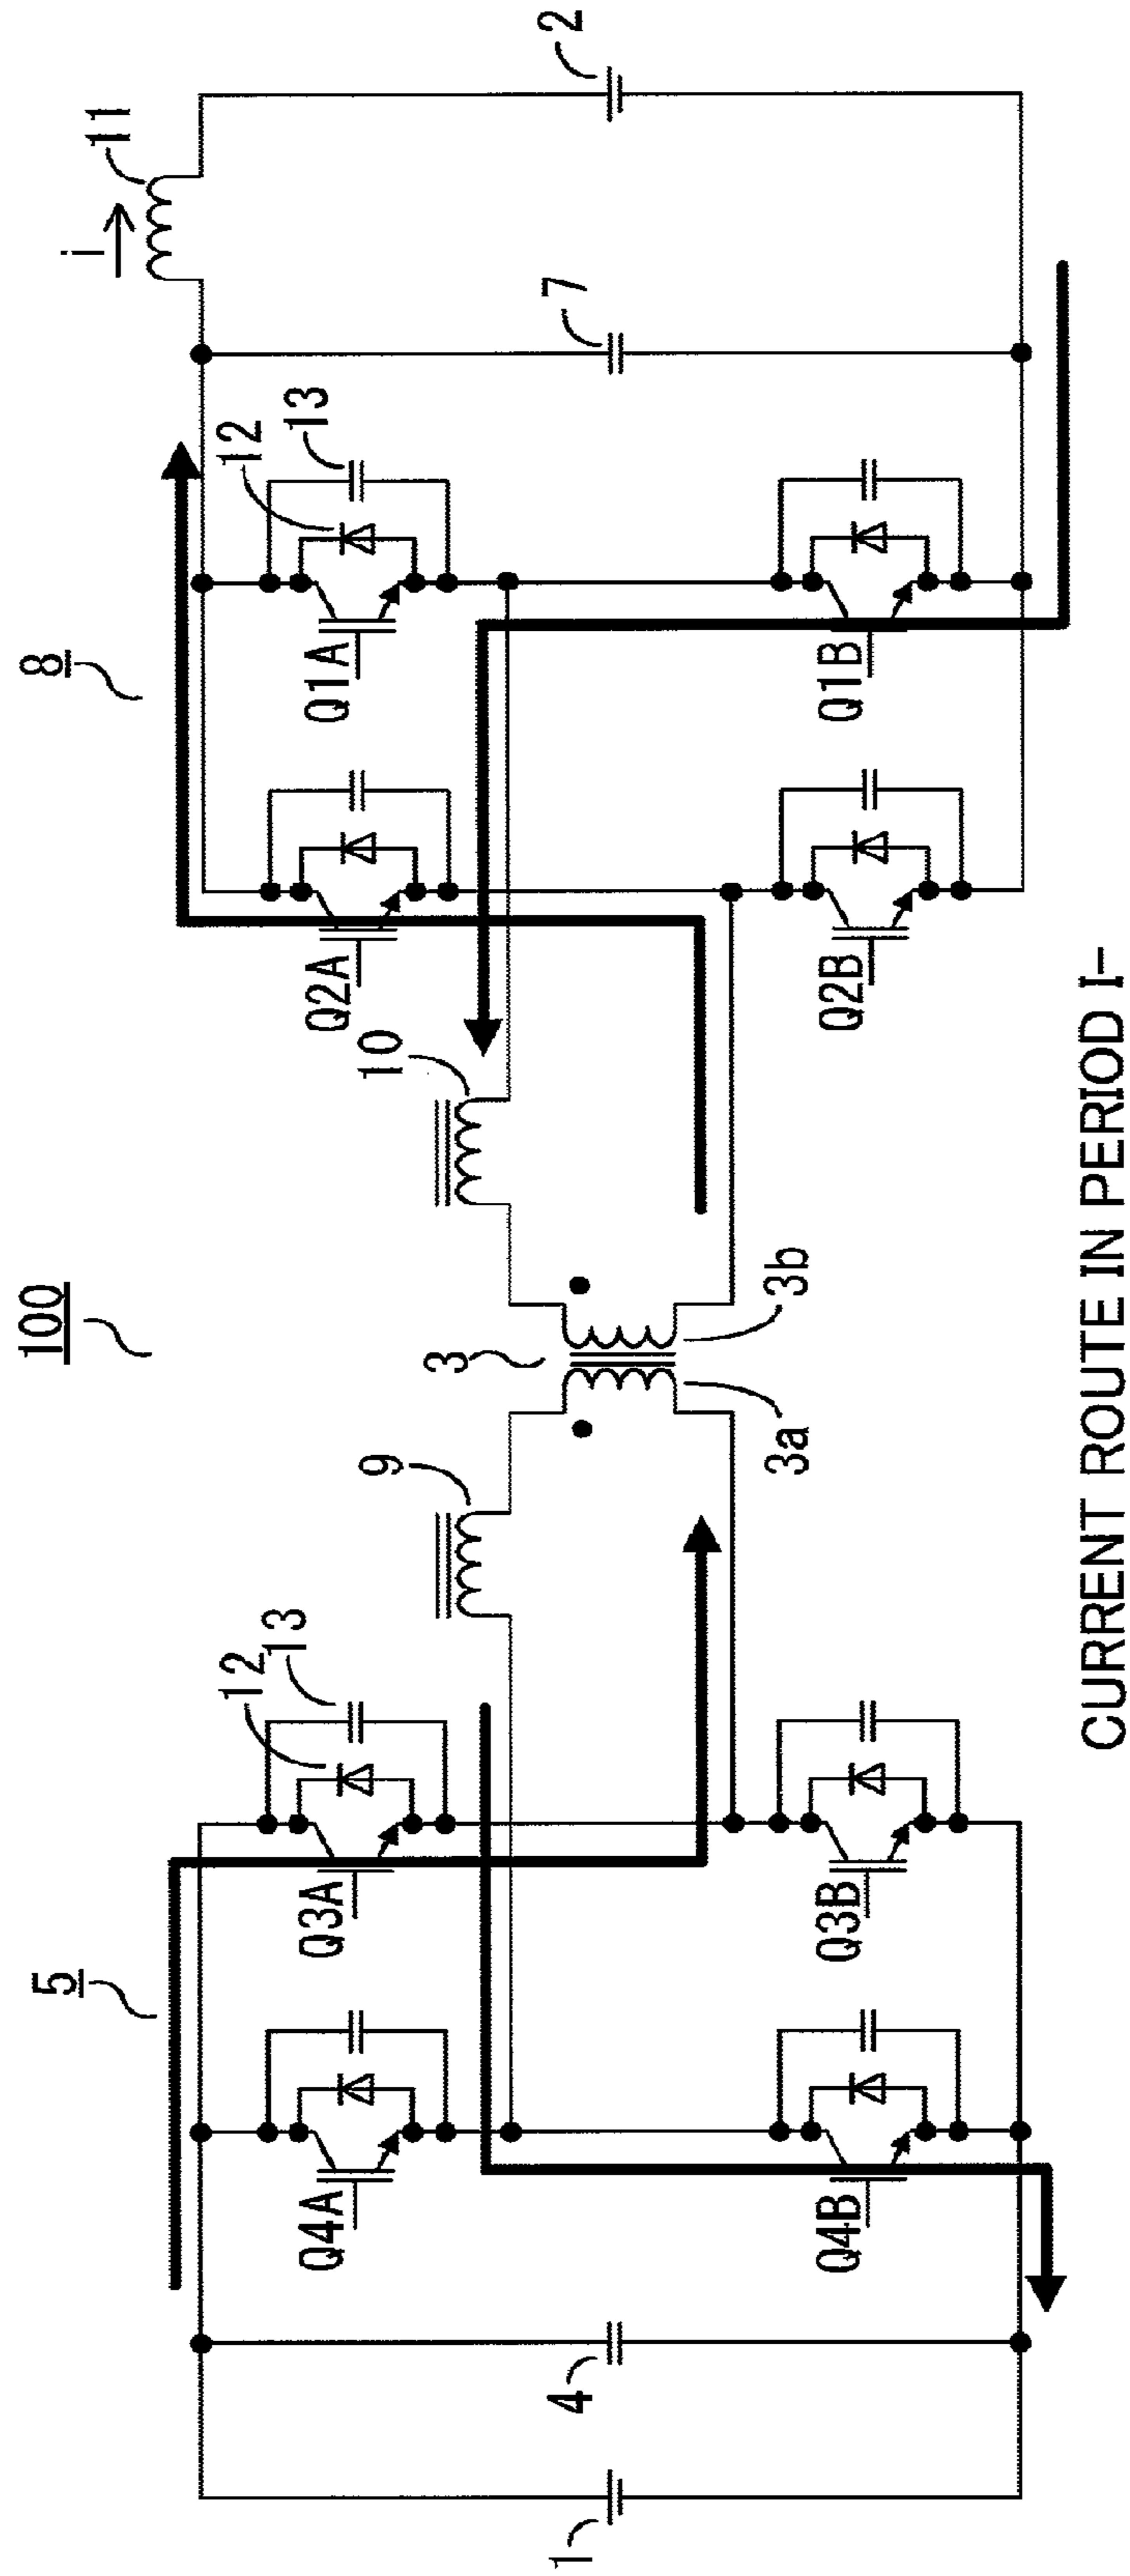 100
5
8
i
11
9
10
12
13
12
13
Q4A
Q3A
Q2A
Q1A
3
1
4
7
2
3a
3b
Q4B
Q3B
Q2B
Q1B
CURRENT ROUTE IN PERIOD I-